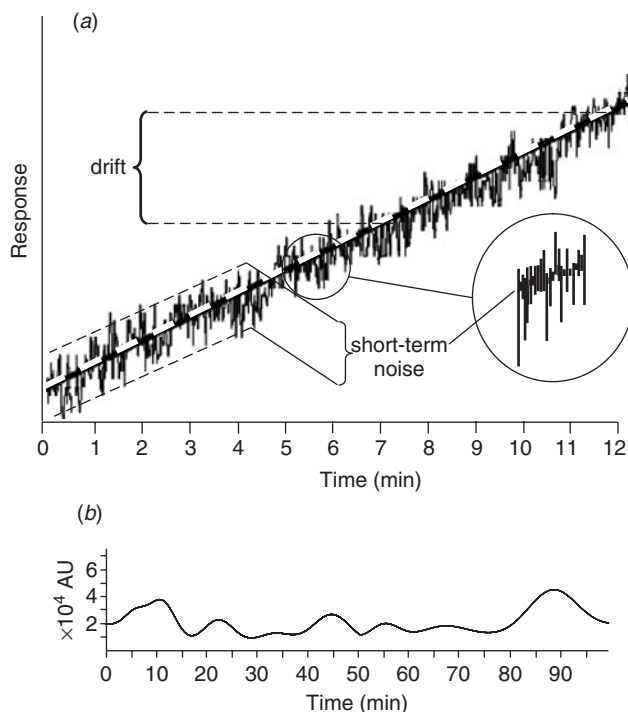 (a)
Response
drift
short-term
noise
0 1 2 3 4 5 6 7 8 9 10 11 12
Time (min)
(b)
×10⁴ AU
6
4
2
0 10 20 30 40 50 60 70 80 90
Time (min)